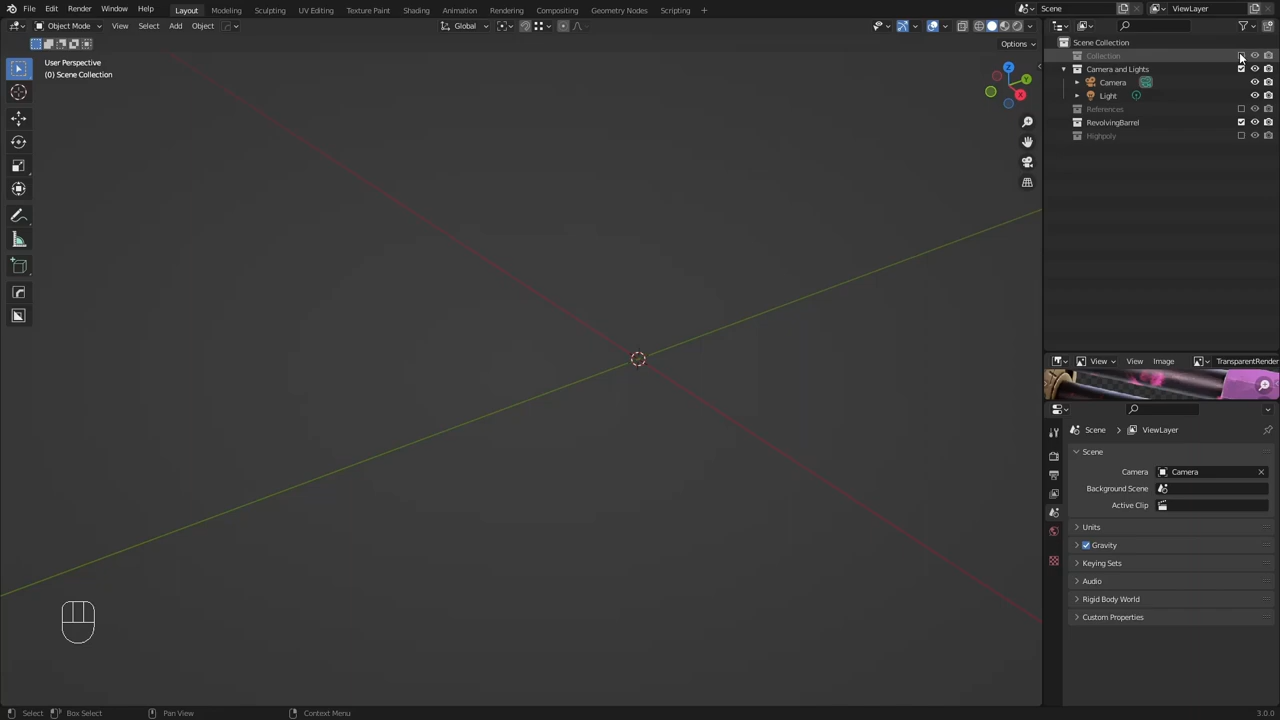 File Edit Render Window Help Layout Modeling Sculpting UV Editing Texture Paint Shading Animation Rendering Compositing Geometry Nodes Scripting + Scene ViewLayer
Object Mode View Select Add Object Global
Options
User Perspective
(0) Scene Collection
Z
Y
X
Scene Collection
Collection
Camera and Lights
Camera
Light
References
RevolvingBarrel
Highpoly
View View Image TransparentRender
Scene > ViewLayer
Scene
Camera Camera
Background Scene
Active Clip
Units
Gravity
Keying Sets
Audio
Rigid Body World
Custom Properties
Select Box Select Pan View Context Menu 3.0.0